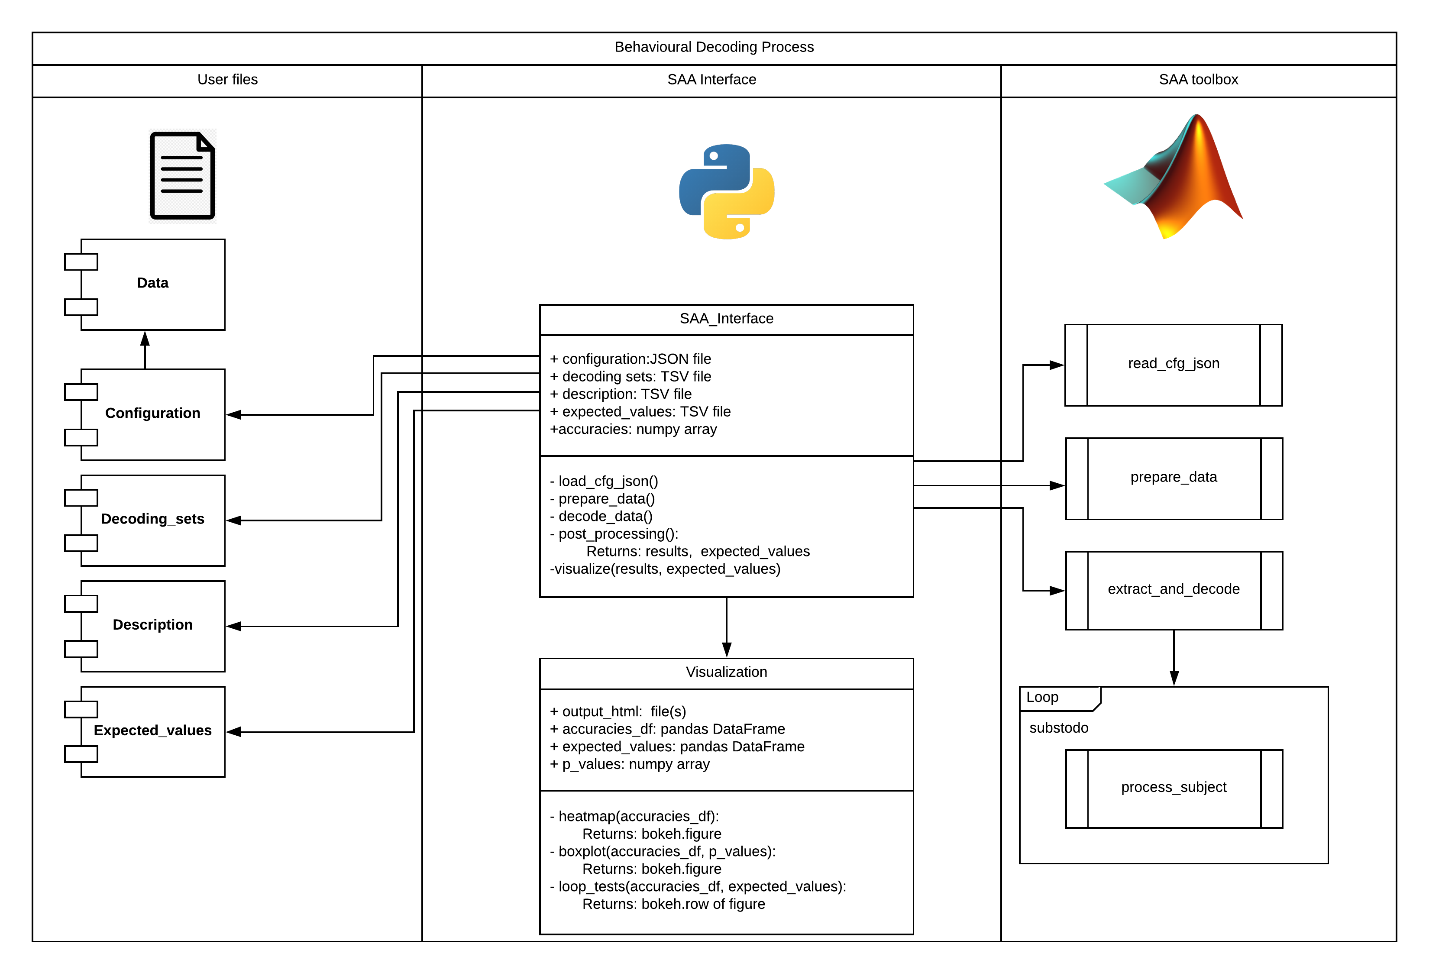 Behavioural Decoding Process
User files
SAA Interface
SAA toolbox
Data
Configuration
Decoding_sets
Description
Expected_values
SAA_Interface
+ configuration:JSON file
+ decoding sets: TSV file
+ description: TSV file
+ expected_values: TSV file
+accuracies: numpy array
- load_cfg_json()
- prepare_data()
- decode_data()
- post_processing():
Returns: results,  expected_values
-visualize(results, expected_values)
Visualization
+ output_html:  file(s)
+ accuracies_df: pandas DataFrame
+ expected_values: pandas DataFrame
+ p_values: numpy array
- heatmap(accuracies_df):
Returns: bokeh.figure
- boxplot(accuracies_df, p_values):
Returns: bokeh.figure
- loop_tests(accuracies_df, expected_values):
Returns: bokeh.row of figure
read_cfg_json
prepare_data
extract_and_decode
Loop
substodo
process_subject